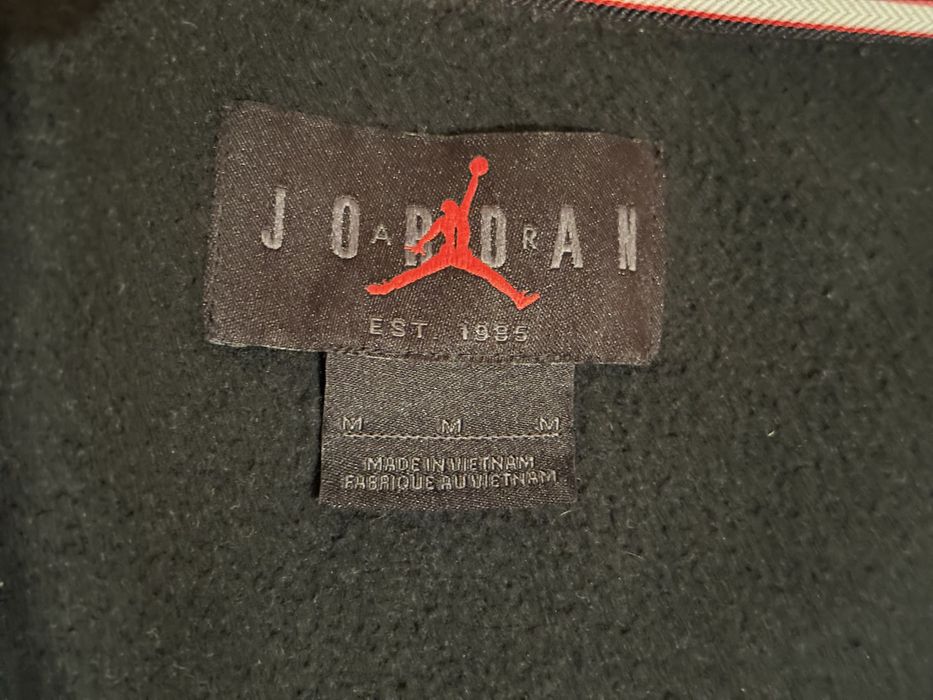 JORDAN
AIR
EST. 1985
M M M
MADE IN VIETNAM
FABRIQUE AU VIETNAM